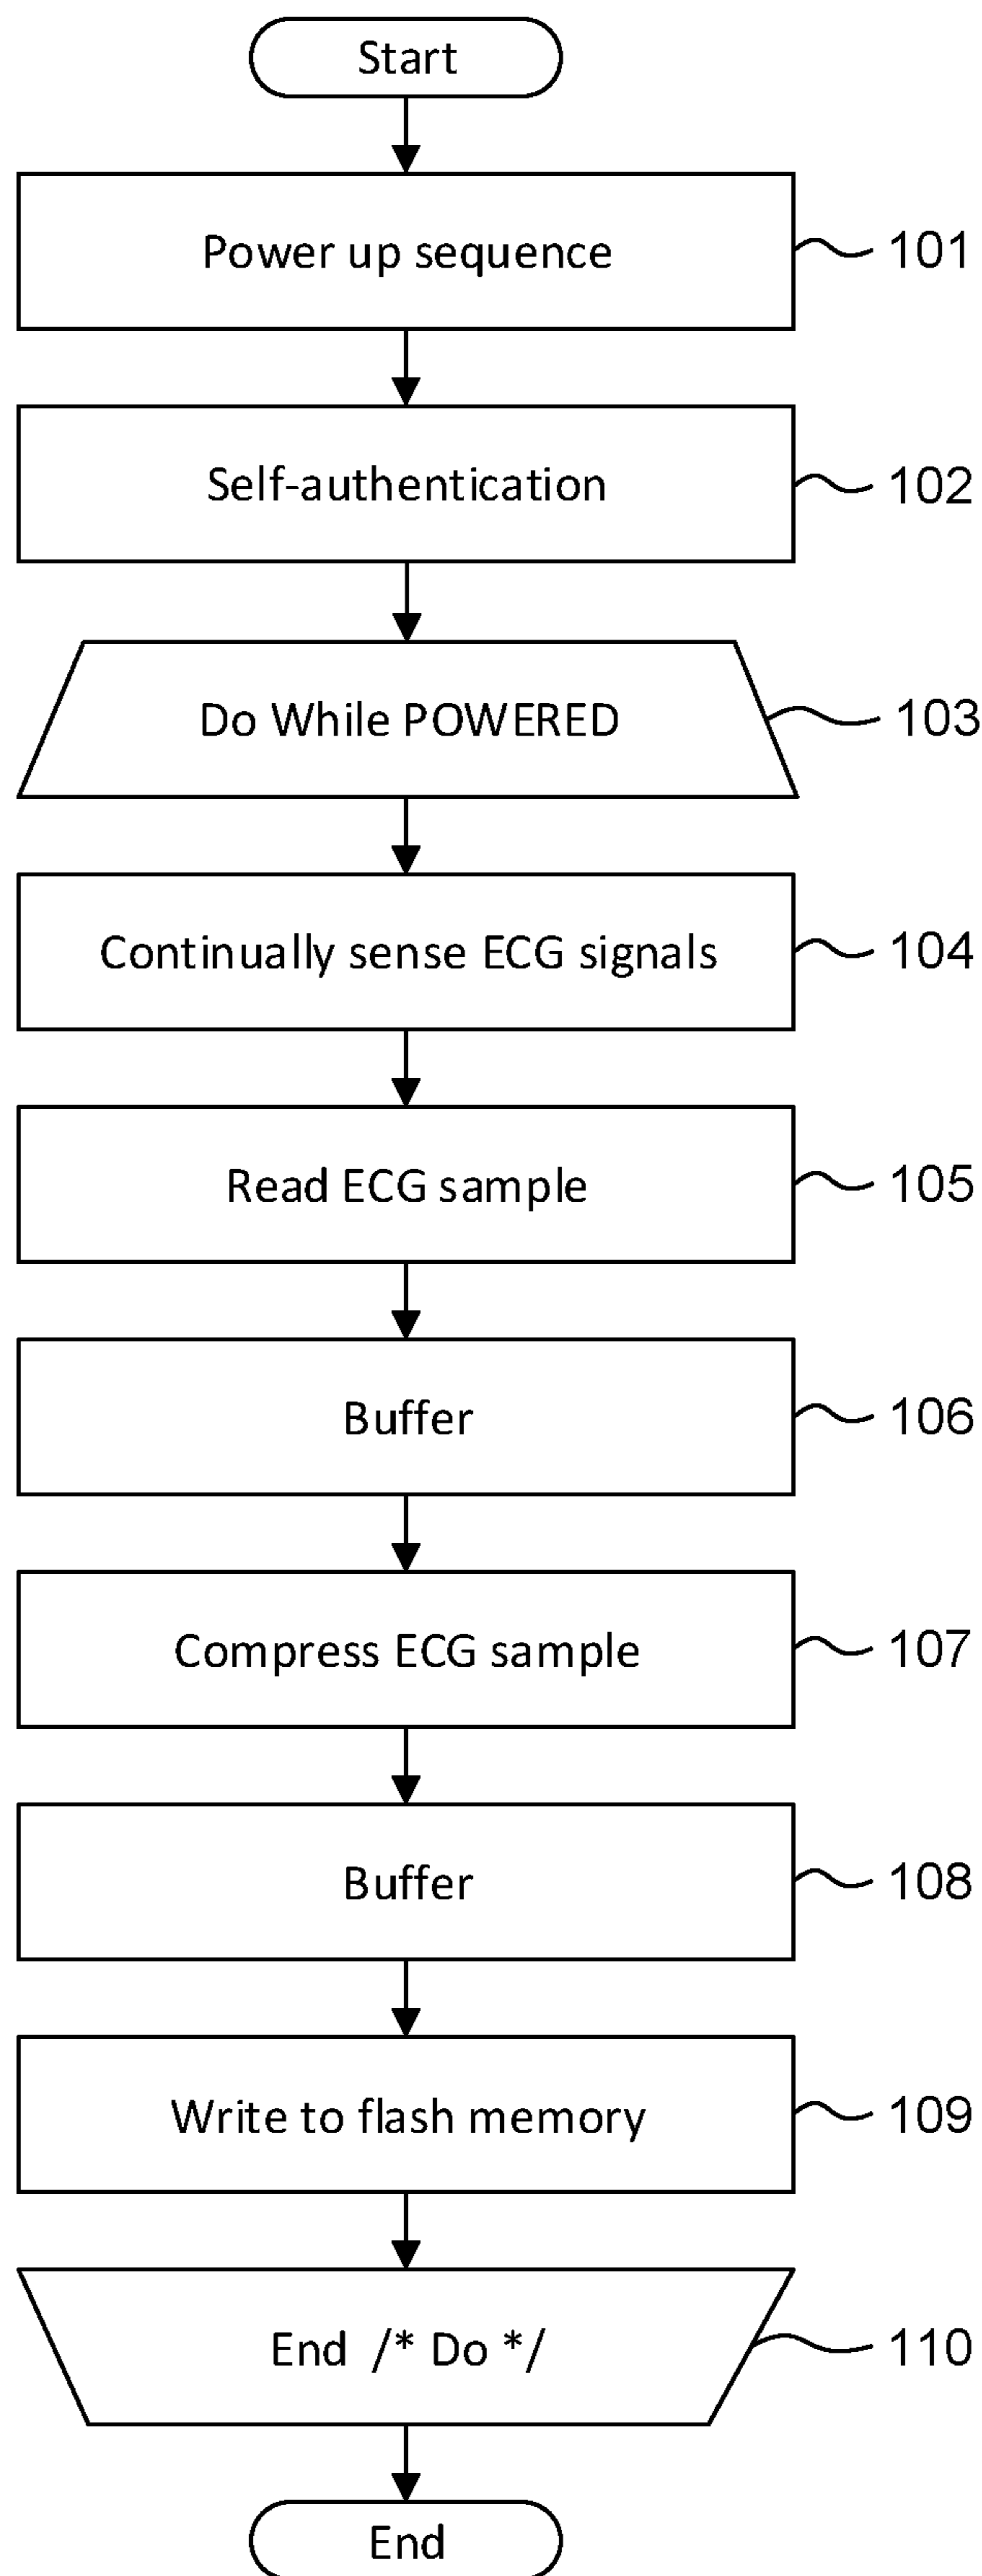 Start
Power up sequence 101
Self-authentication 102
Do While POWERED 103
Continually sense ECG signals 104
Read ECG sample 105
Buffer 106
Compress ECG sample 107
Buffer 108
Write to flash memory 109
End /* Do */ 110
End